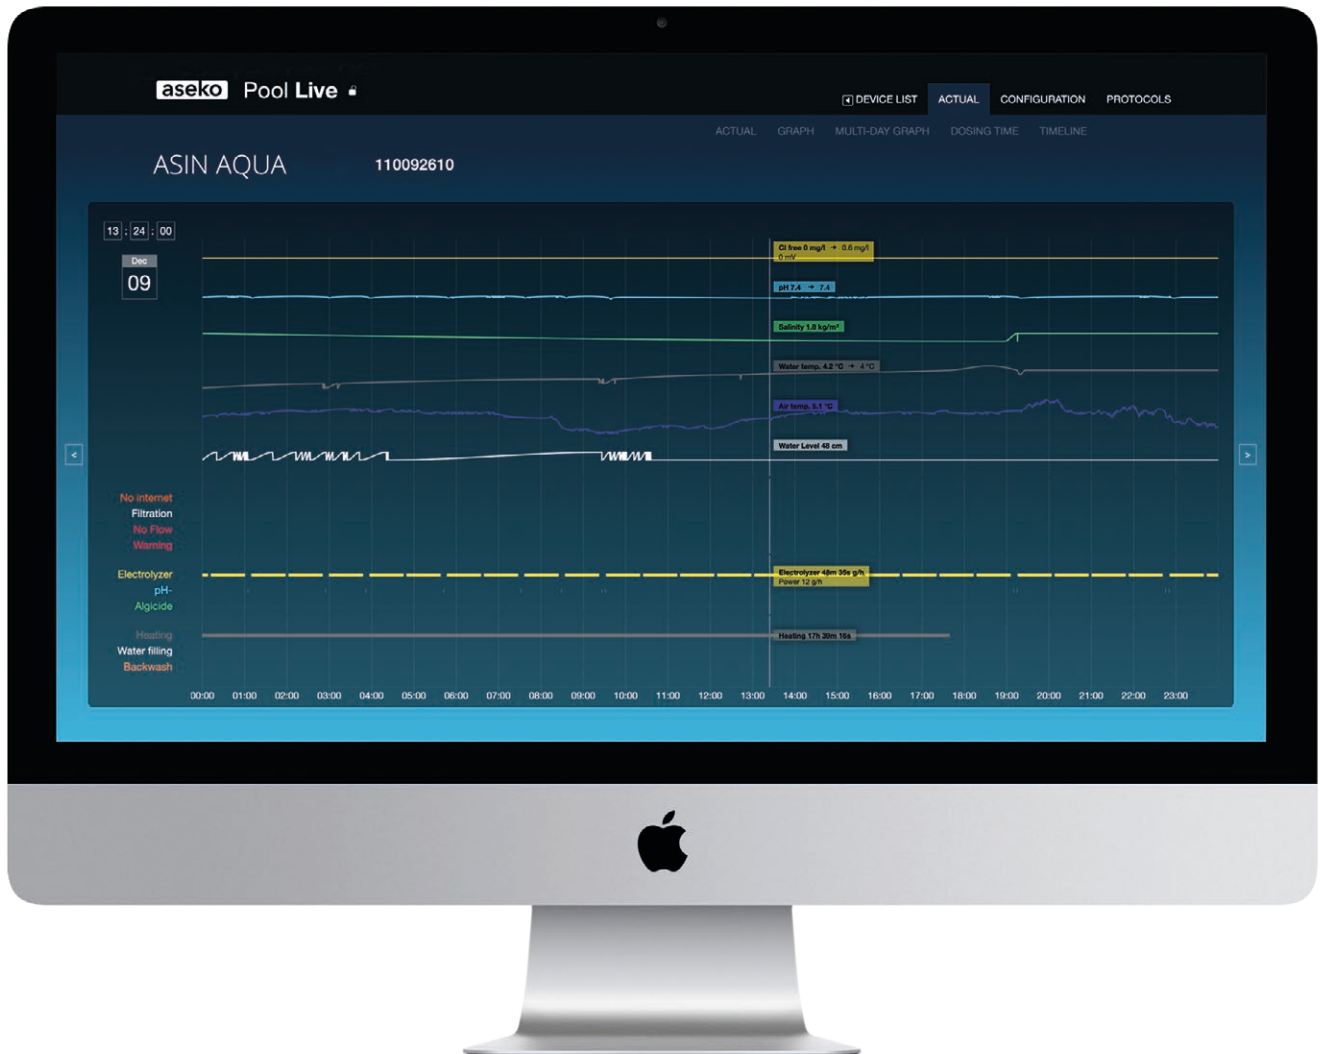 aseko Pool Live
DEVICE LIST ACTUAL CONFIGURATION PROTOCOLS
ACTUAL GRAPH MULTI-DAY GRAPH DOSING TIME TIMELINE
ASIN AQUA 110092610
13 : 24 : 00
Dec
09
Cl free 0 mg/l → 0.6 mg/l
0 mV
pH 7.4 → 7.4
Salinity 1.8 kg/m³
Water temp. 4.2 °C → 4 °C
Air temp. 5.1 °C
Water Level 48 cm
< >
No internet
Filtration
No Flow
Warning
Electrolyzer
Electrolyzer 48m 35s g/h
Power 12 g/h
pH-
Algicide
Heating
Heating 17h 39m 16s
Water filling
Backwash
00:00 01:00 02:00 03:00 04:00 05:00 06:00 07:00 08:00 09:00 10:00 11:00 12:00 13:00 14:00 15:00 16:00 17:00 18:00 19:00 20:00 21:00 22:00 23:00